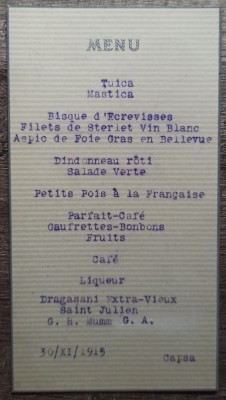 MENU
Tuica
Mastica
Bisque d'Ecrevisses
Filets de Sterlet Vin Blanc
Aspic de Foie Gras en Bellevue
Dindonneau rôti
Salade Verte
Petits Pois à la Française
Parfait-Café
Gaufrettes-Bonbons
Fruits
Café
Liqueur
Dragasani Extra-Vieux
Saint Julien
G. H. Mumm G. A.
30/XI/1915
Capsa